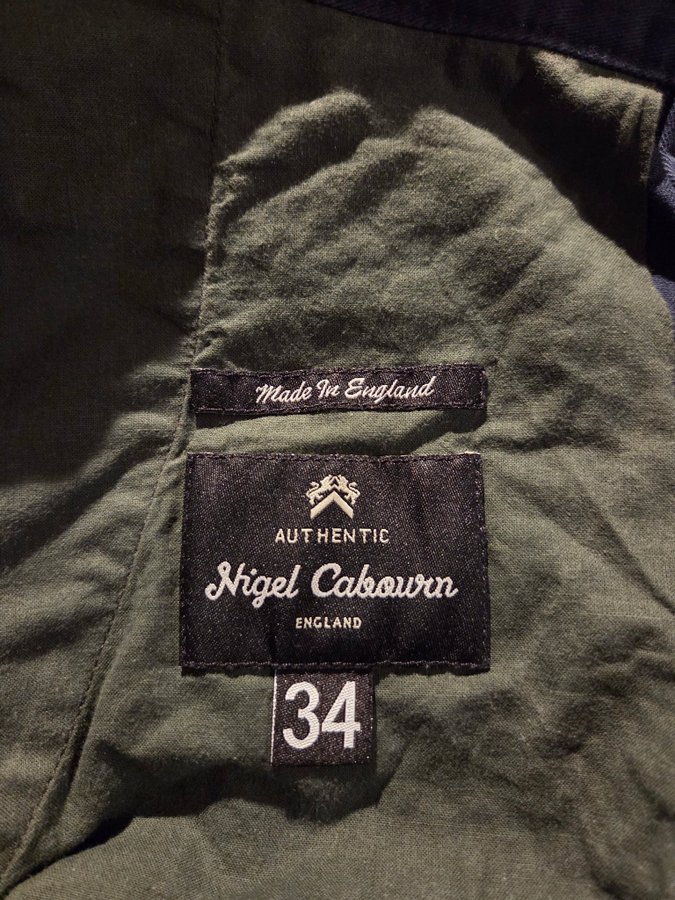 Made In England
AUTHENTIC
Nigel Cabourn
ENGLAND
34